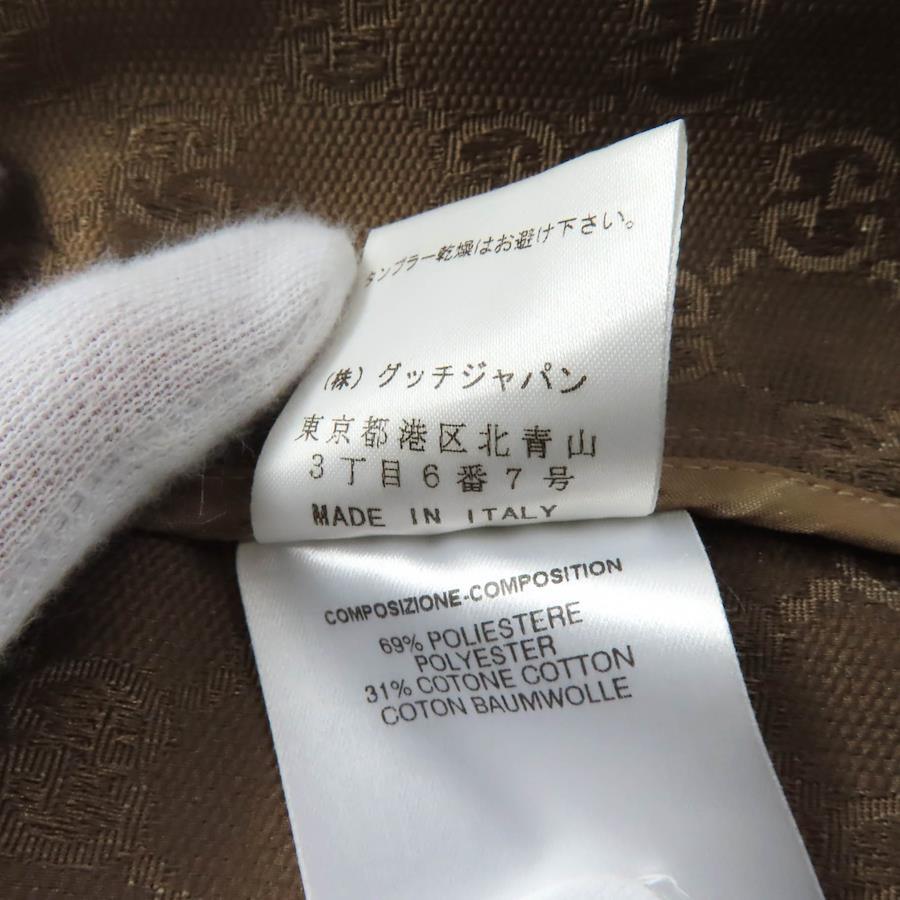 タンブラー乾燥はお避け下さい。
(株)グッチジャパン
東京都港区北青山
3丁目6番7号
MADE IN ITALY
COMPOSIZIONE-COMPOSITION
69% POLIESTERE
POLYESTER
31% COTONE COTTON
COTON BAUMWOLLE